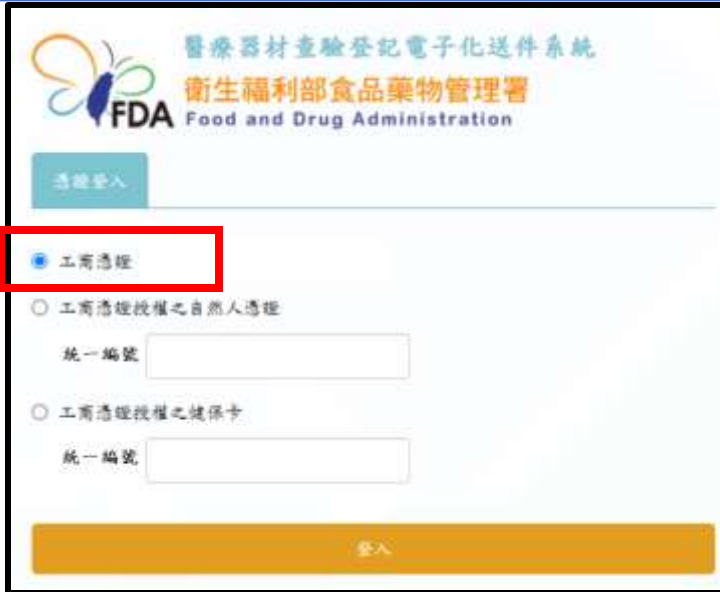 醫療器材查驗登記電子化送件系統
衛生福利部食品藥物管理署
FDA Food and Drug Administration
憑證登入
工商憑證
工商憑證授權之自然人憑證
統一編號
工商憑證授權之健保卡
統一編號
登入